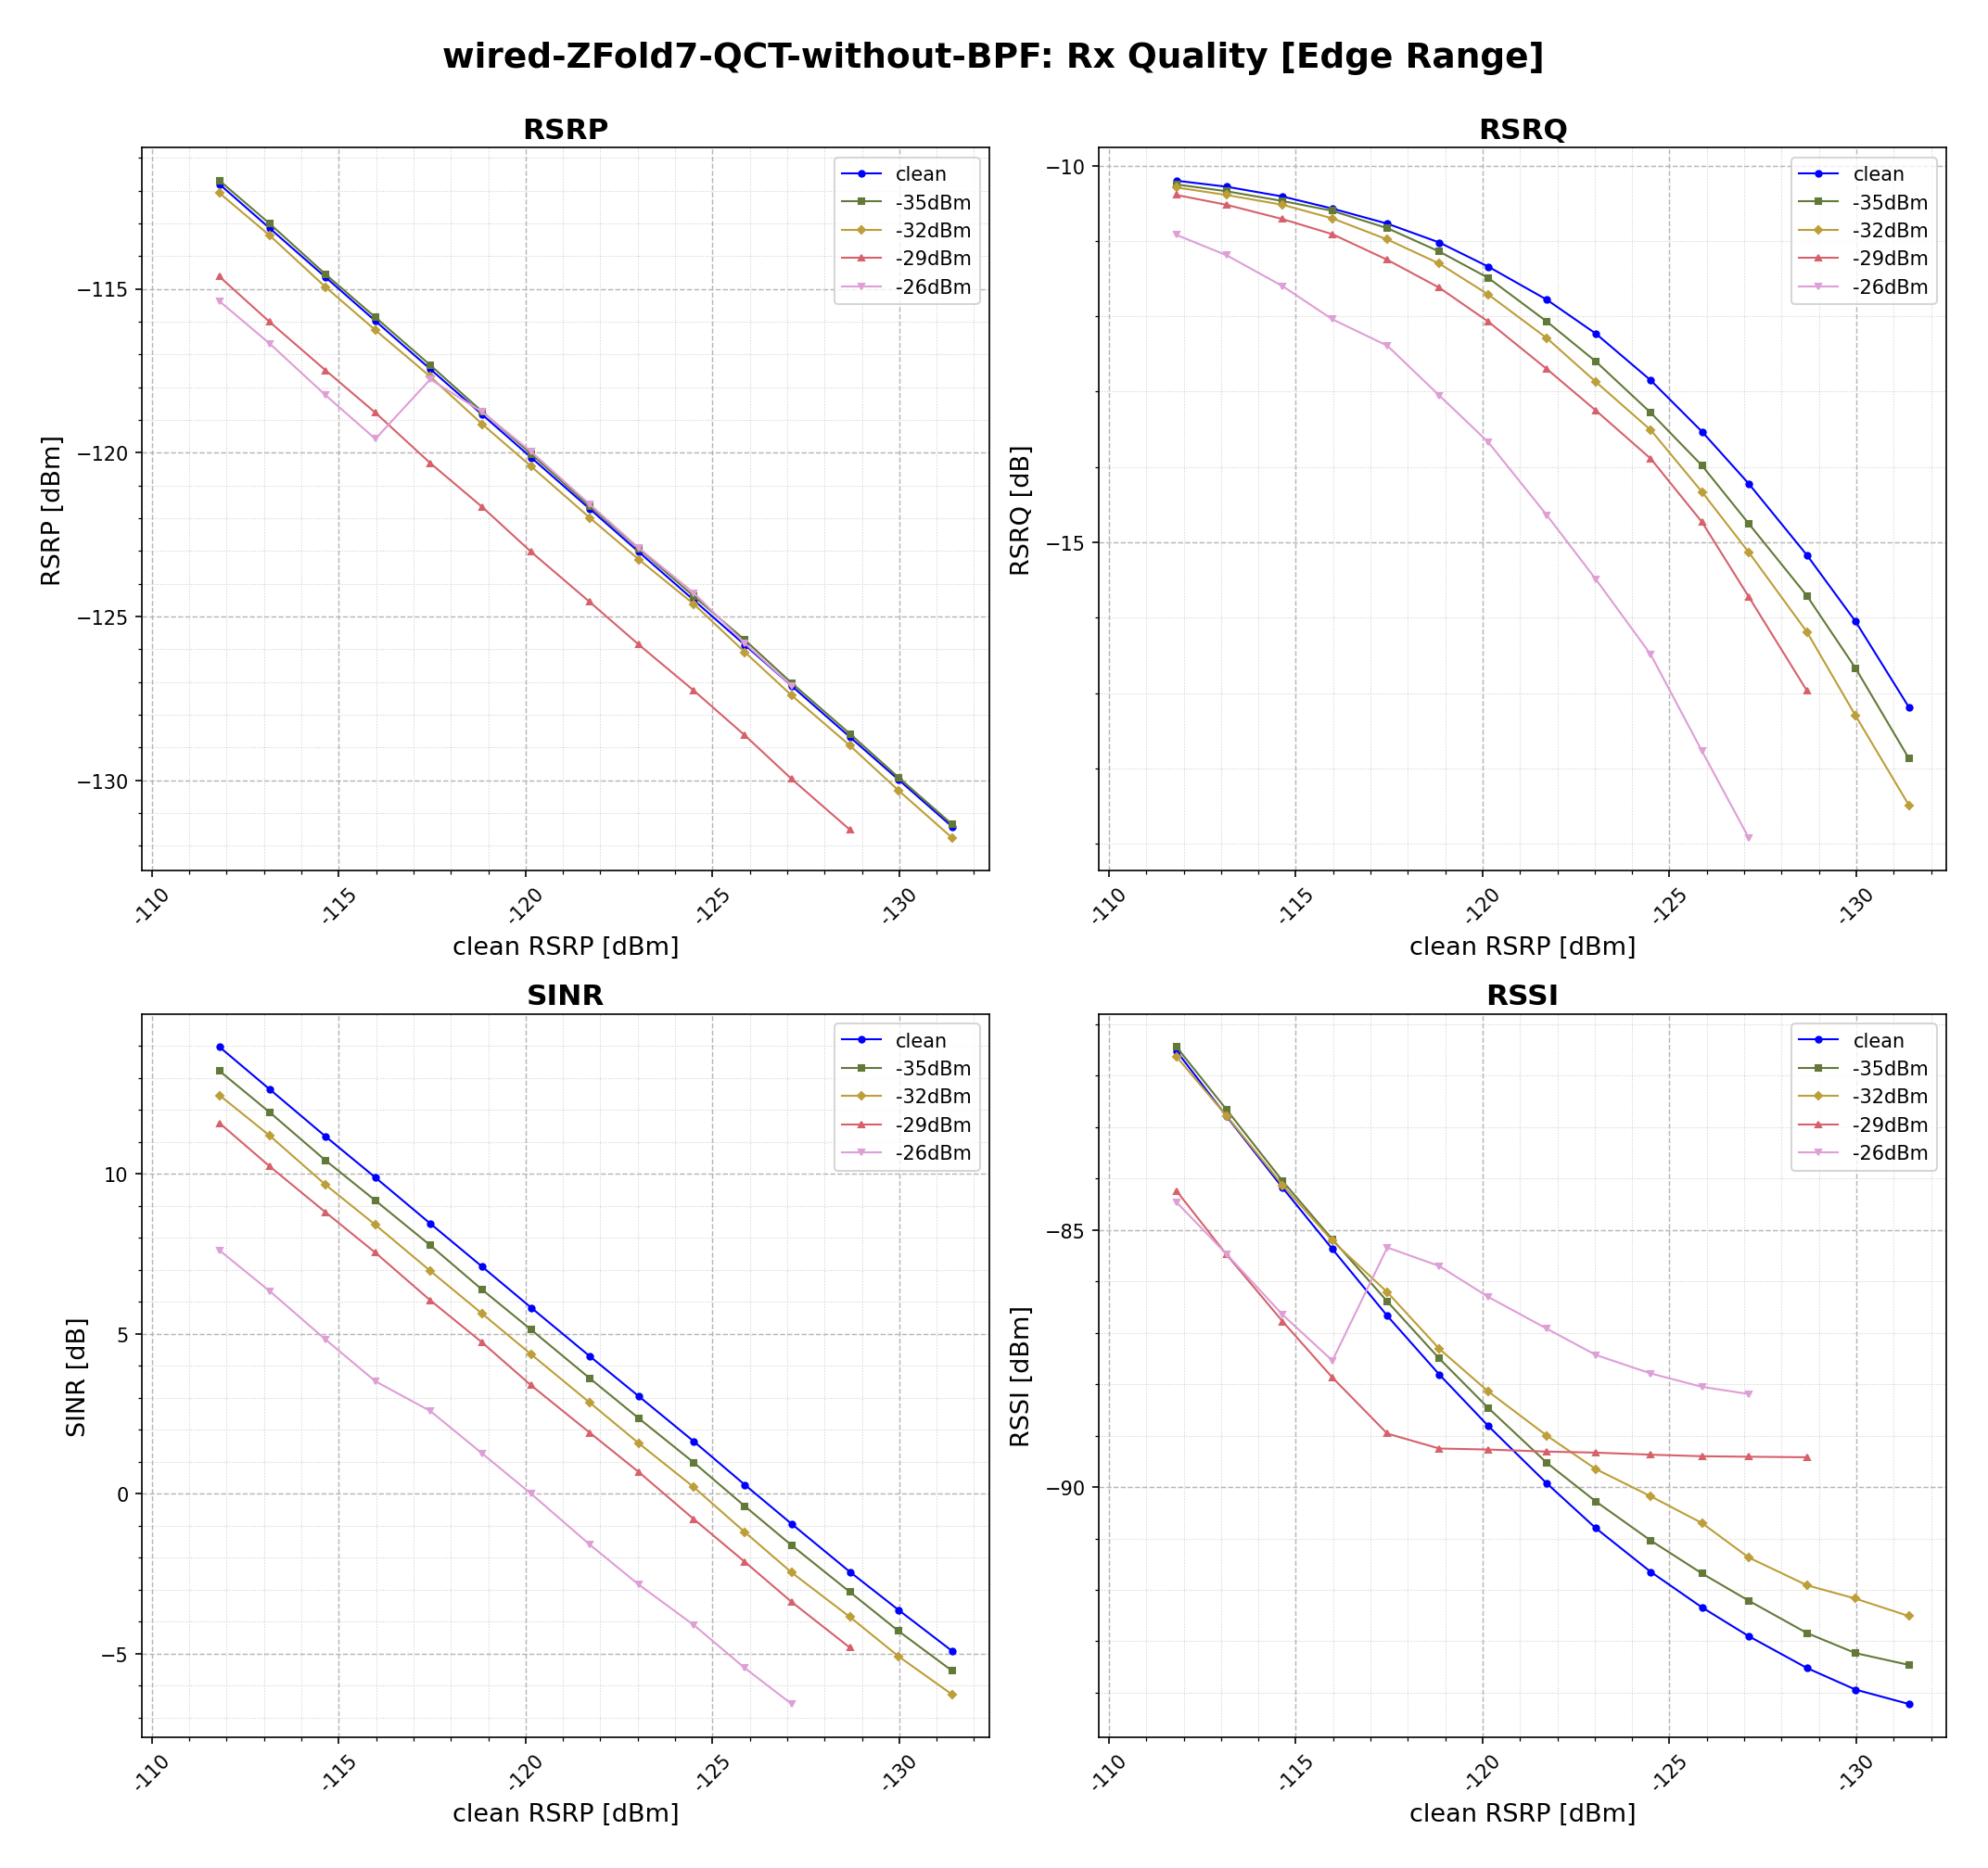 wired-ZFold7-QCT-without-BPF: Rx Quality [Edge Range]
RSRP
RSRP [dBm]
−115
−120
−125
−130
clean
-35dBm
-32dBm
-29dBm
-26dBm
-110
-115
-120
-125
-130
clean RSRP [dBm]
RSRQ
RSRQ [dB]
−10
−15
clean
-35dBm
-32dBm
-29dBm
-26dBm
-110
-115
-120
-125
-130
clean RSRP [dBm]
SINR
SINR [dB]
10
5
0
−5
clean
-35dBm
-32dBm
-29dBm
-26dBm
-110
-115
-120
-125
-130
clean RSRP [dBm]
RSSI
RSSI [dBm]
−85
−90
clean
-35dBm
-32dBm
-29dBm
-26dBm
-110
-115
-120
-125
-130
clean RSRP [dBm]